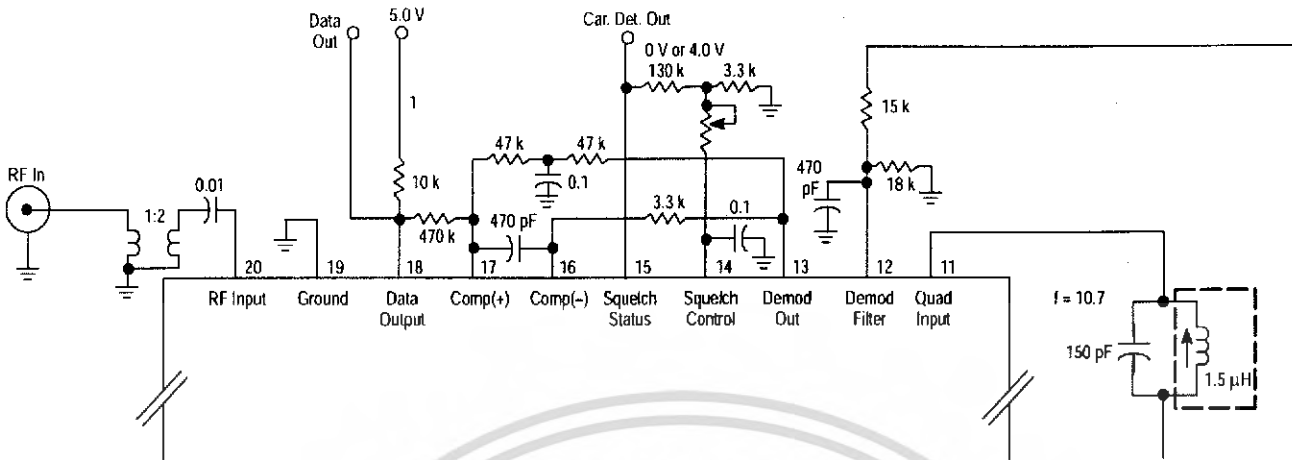 Data
Out
5.0 V
Car. Det. Out
0 V or 4.0 V
130 k
3.3 k
1
15 k
47 k
47 k
RF In
0.01
10 k
0.1
470
pF
18 k
1:2
470 k
470 pF
3.3 k
0.1
20
19
18
17
16
15
14
13
12
11
RF Input
Ground
Data
Output
Comp(+)
Comp(–)
Squelch
Status
Squelch
Control
Demod
Out
Demod
Filter
Quad
Input
f = 10.7
150 pF
1.5 µH